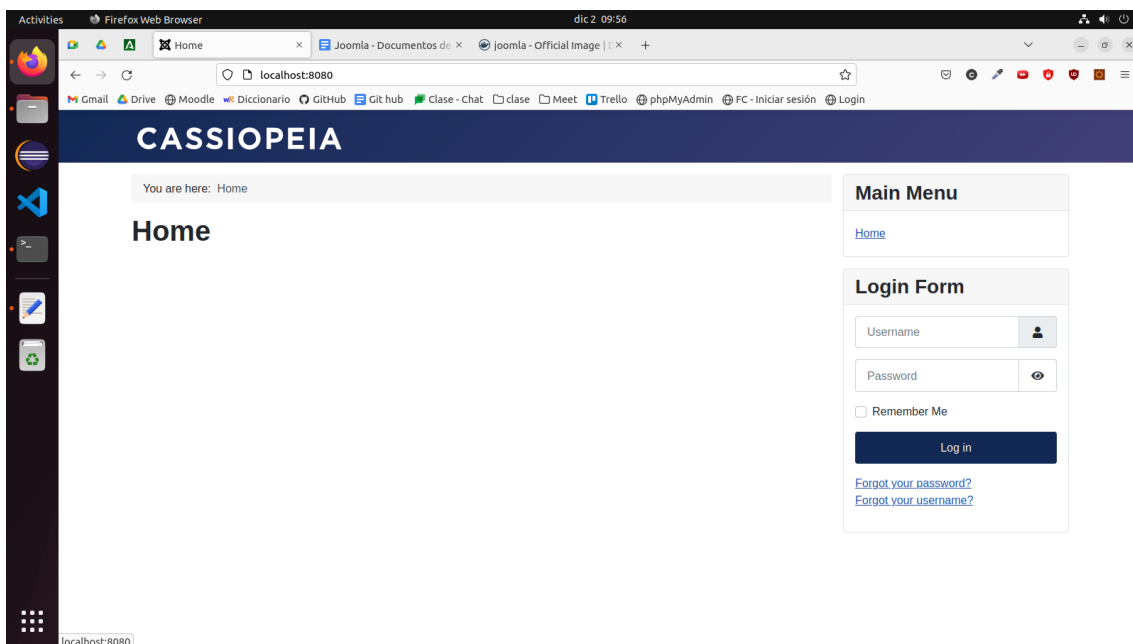 Activities Firefox Web Browser dic 2 09:56
Home Joomla - Documentos de joomla - Official Image |
localhost:8080
Gmail Drive Moodle Diccionario GitHub Git hub Clase - Chat clase Meet Trello phpMyAdmin FC - Iniciar sesión Login
CASSIOPEIA
You are here: Home
Home
Main Menu
Home
Login Form
Username
Password
Remember Me
Log in
Forgot your password?
Forgot your username?
localhost:8080